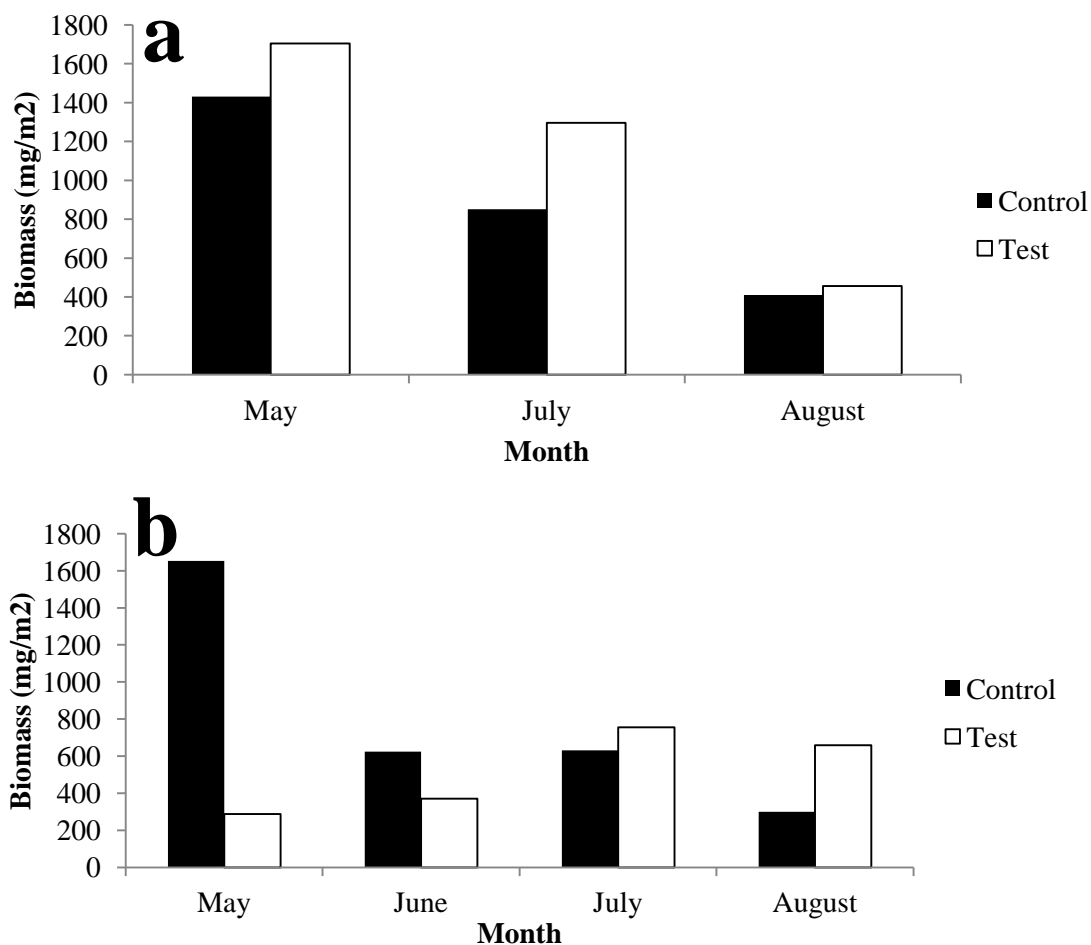 a
1800
1600
1400
1200
1000
800
600
400
200
0
Biomass (mg/m2)
May July August
Month
Control
Test
b
1800
1600
1400
1200
1000
800
600
400
200
0
Biomass (mg/m2)
May June July August
Month
Control
Test